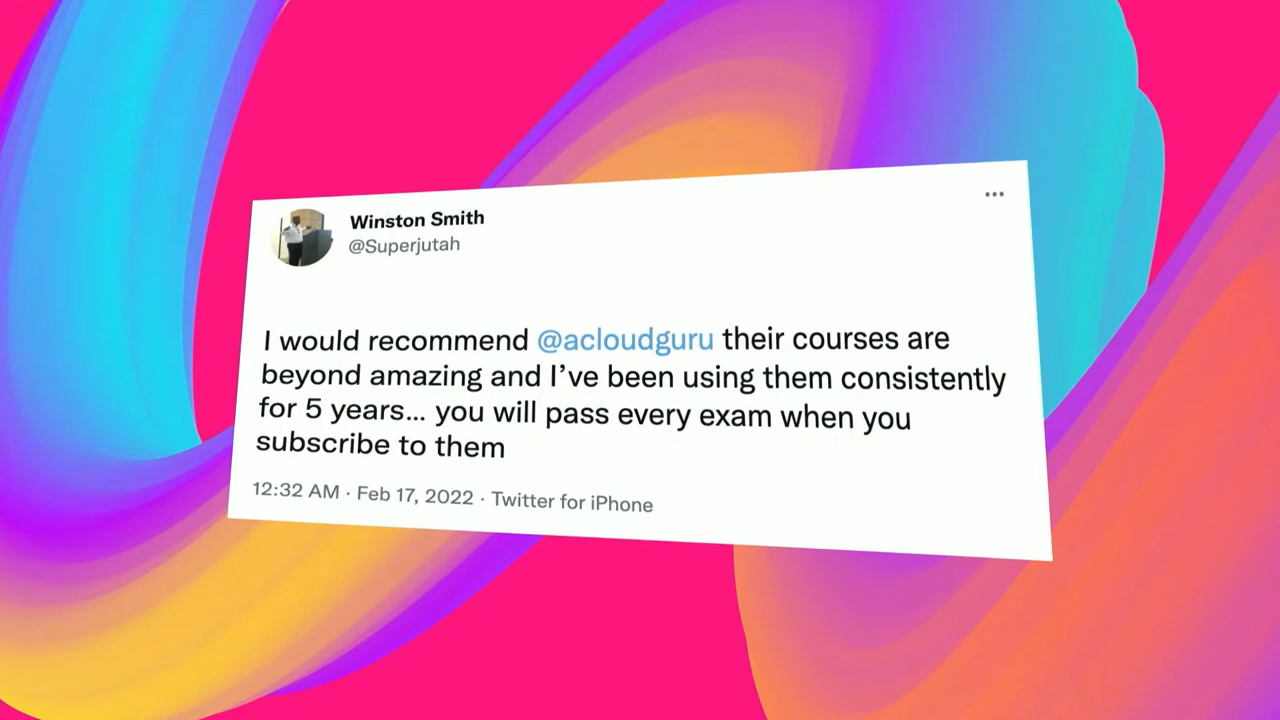 Winston Smith
@Superjutah
I would recommend @acloudguru their courses are
beyond amazing and I’ve been using them consistently
for 5 years... you will pass every exam when you
subscribe to them
12:32 AM · Feb 17, 2022 · Twitter for iPhone